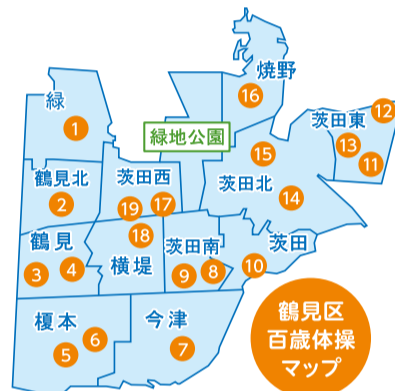 焼野
16
12
緑
1
緑地公園
茨田東
13
11
15
茨田北
14
鶴見北
2
茨田西
19
17
18
横堤
鶴見
3
4
茨田南
9
8
茨田
10
榎本
5
6
今津
7
鶴見区
百歳体操
マップ